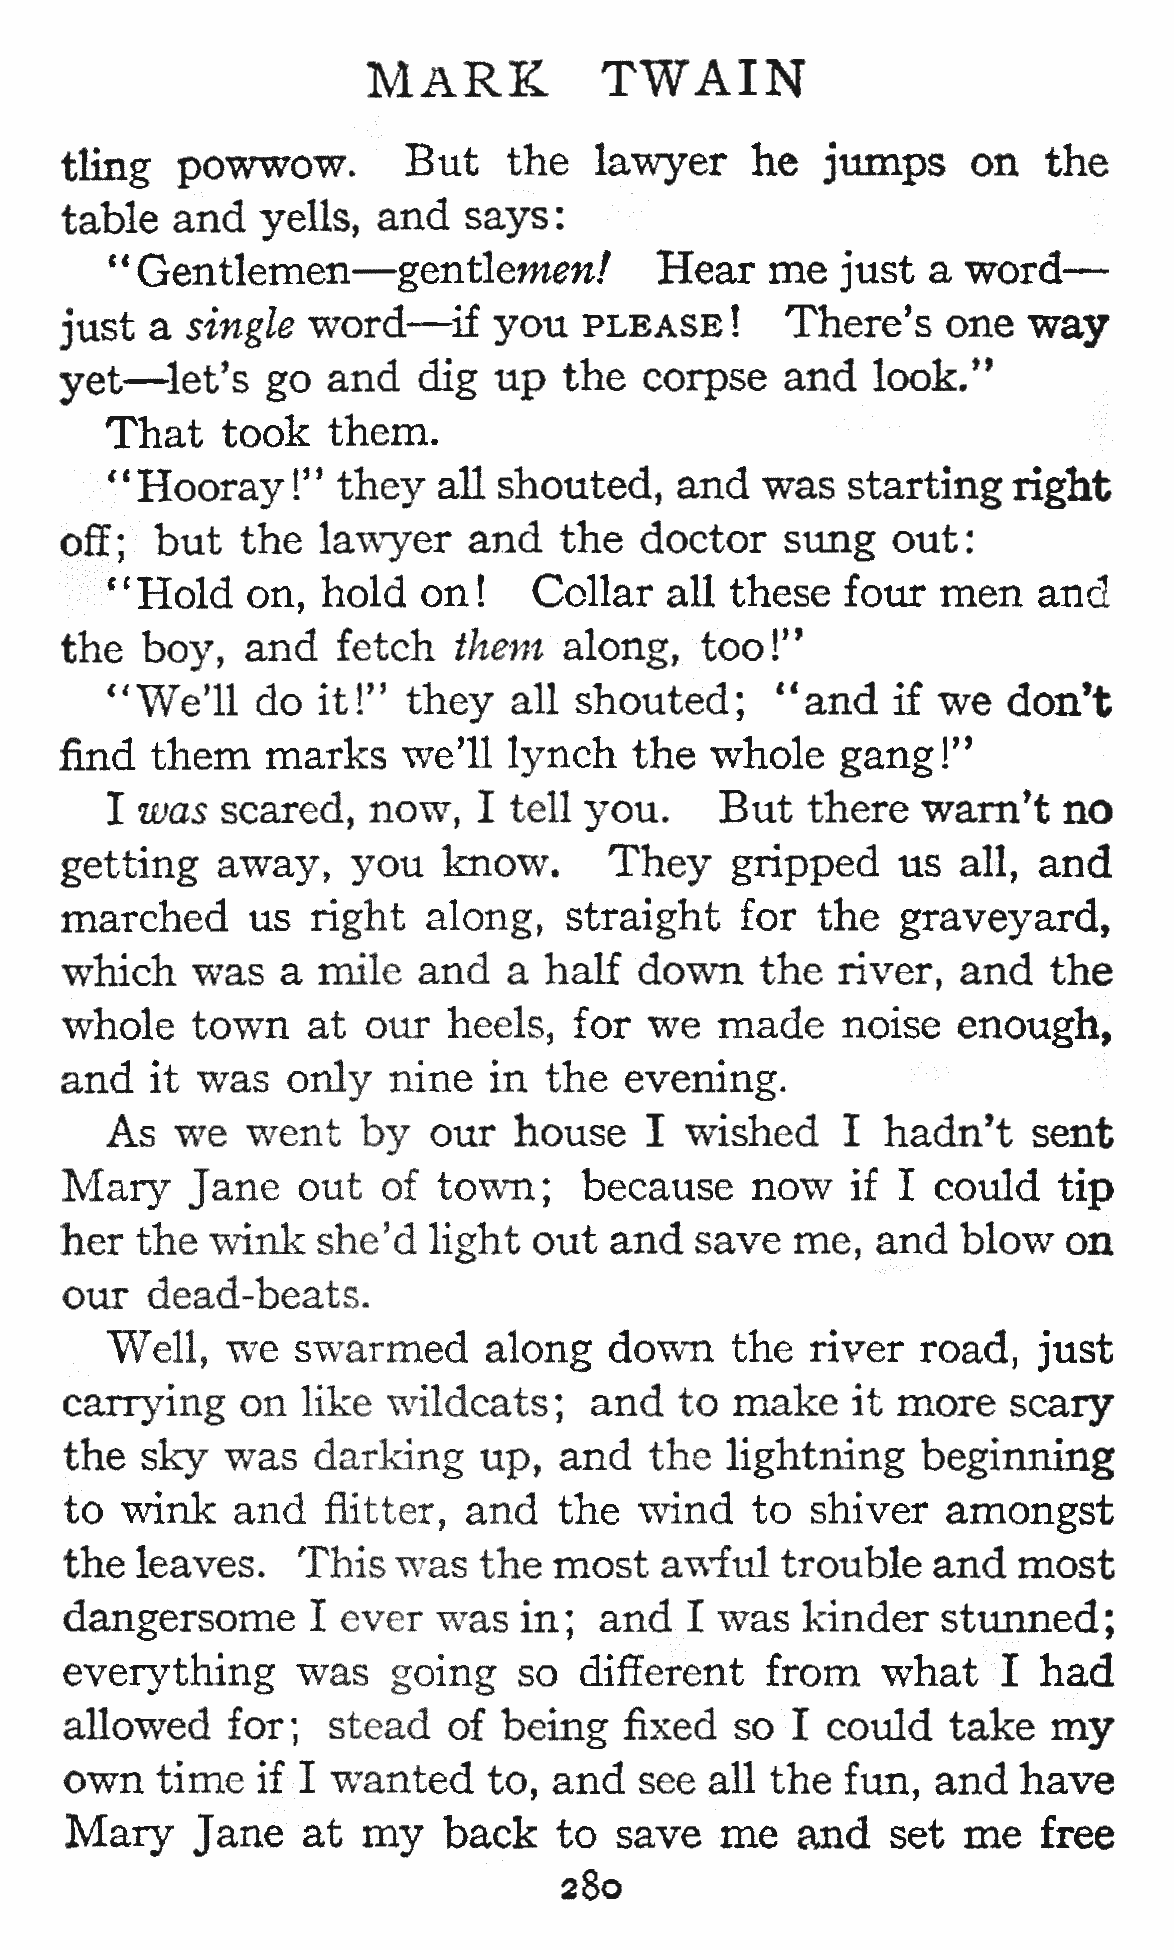 MARK TWAIN
tling powwow. But the lawyer he jumps on the
table and yells, and says:
"Gentlemen—gentlemen! Hear me just a word—
just a single word—if you PLEASE! There's one way
yet—let's go and dig up the corpse and look."
That took them.
"Hooray!" they all shouted, and was starting right
off; but the lawyer and the doctor sung out:
"Hold on, hold on! Collar all these four men and
the boy, and fetch them along, too!"
"We'll do it!" they all shouted; "and if we don't
find them marks we'll lynch the whole gang!"
I was scared, now, I tell you. But there warn't no
getting away, you know. They gripped us all, and
marched us right along, straight for the graveyard,
which was a mile and a half down the river, and the
whole town at our heels, for we made noise enough,
and it was only nine in the evening.
As we went by our house I wished I hadn't sent
Mary Jane out of town; because now if I could tip
her the wink she'd light out and save me, and blow on
our dead-beats.
Well, we swarmed along down the river road, just
carrying on like wildcats; and to make it more scary
the sky was darking up, and the lightning beginning
to wink and flitter, and the wind to shiver amongst
the leaves. This was the most awful trouble and most
dangersome I ever was in; and I was kinder stunned;
everything was going so different from what I had
allowed for; stead of being fixed so I could take my
own time if I wanted to, and see all the fun, and have
Mary Jane at my back to save me and set me free
280